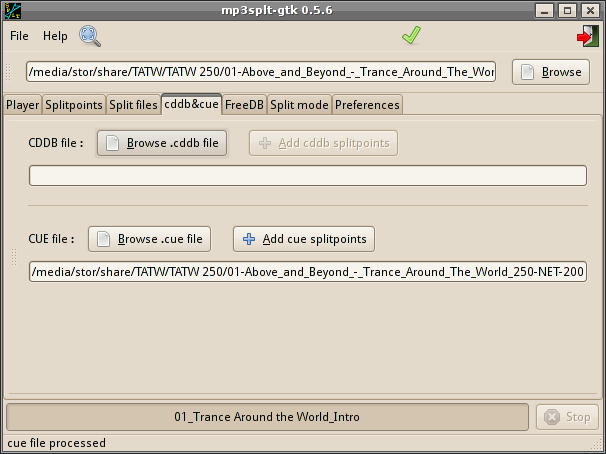 mp3splt-gtk 0.5.6
File Help
/media/stor/share/TATW/TATW 250/01-Above_and_Beyond_-_Trance_Around_The_Wor Browse
Player Splitpoints Split files cddb&cue FreeDB Split mode Preferences
CDDB file : Browse .cddb file Add cddb splitpoints
CUE file : Browse .cue file Add cue splitpoints
/media/stor/share/TATW/TATW 250/01-Above_and_Beyond_-_Trance_Around_The_World_250-NET-200
01_Trance Around the World_Intro Stop
cue file processed